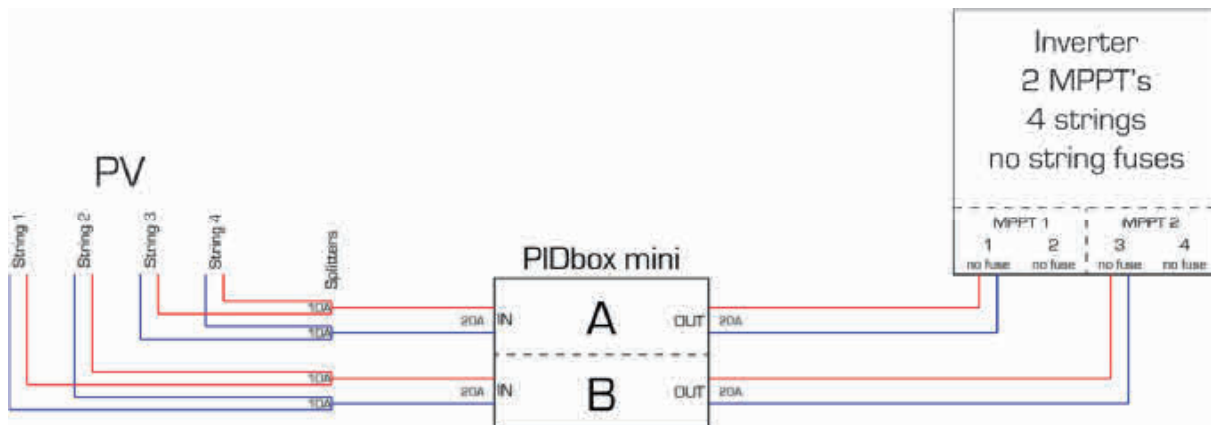 Inverter
2 MPPT's
4 strings
no string fuses
PV
MPPT 1
MPPT 2
1
2
3
4
no fuse
no fuse
no fuse
no fuse
String 1
String 2
String 3
String 4
Splitters
PIDbox mini
10A
10A
20A
IN
A
OUT
20A
10A
10A
20A
IN
B
OUT
20A